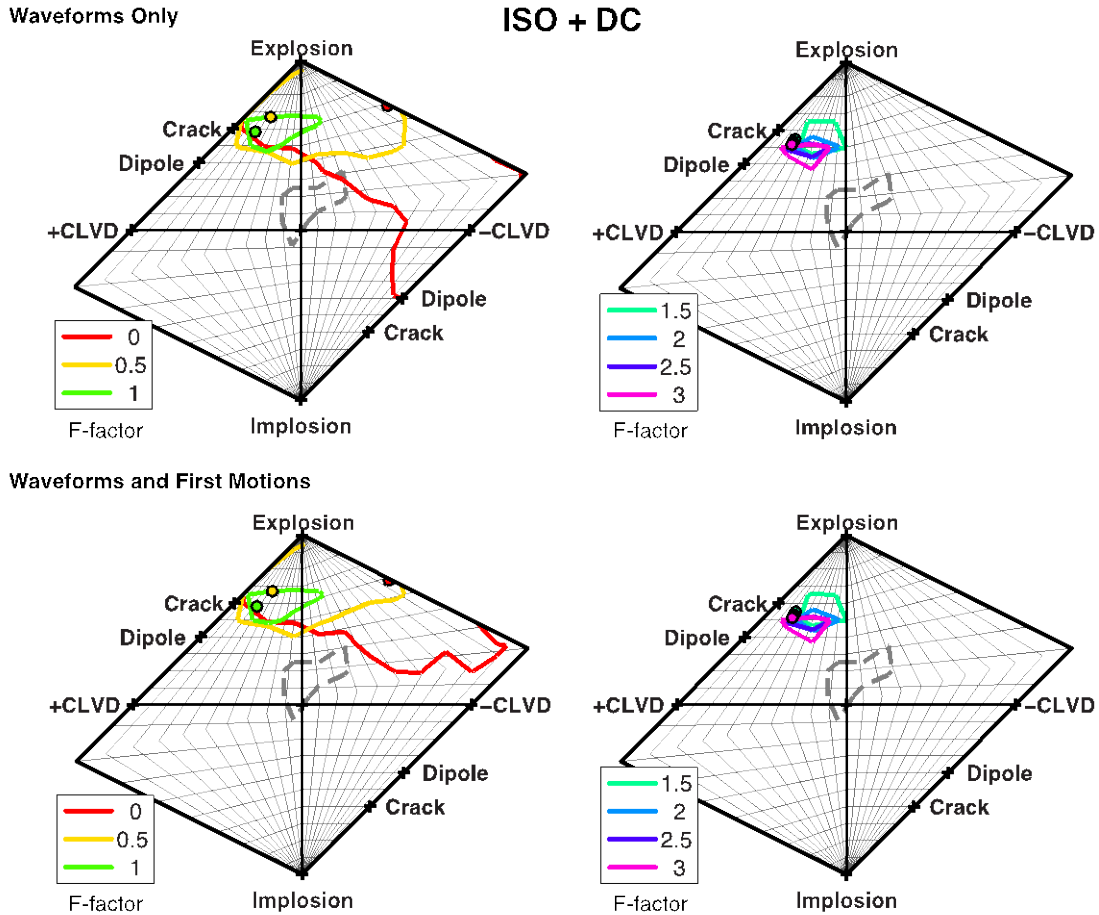 Waveforms Only
ISO + DC
Explosion
Crack
Dipole
+CLVD
–CLVD
Dipole
Crack
Implosion
0
0.5
1
F-factor
Explosion
Crack
Dipole
+CLVD
–CLVD
Dipole
Crack
Implosion
1.5
2
2.5
3
F-factor
Waveforms and First Motions
Explosion
Crack
Dipole
+CLVD
–CLVD
Dipole
Crack
Implosion
0
0.5
1
F-factor
Explosion
Crack
Dipole
+CLVD
–CLVD
Dipole
Crack
Implosion
1.5
2
2.5
3
F-factor